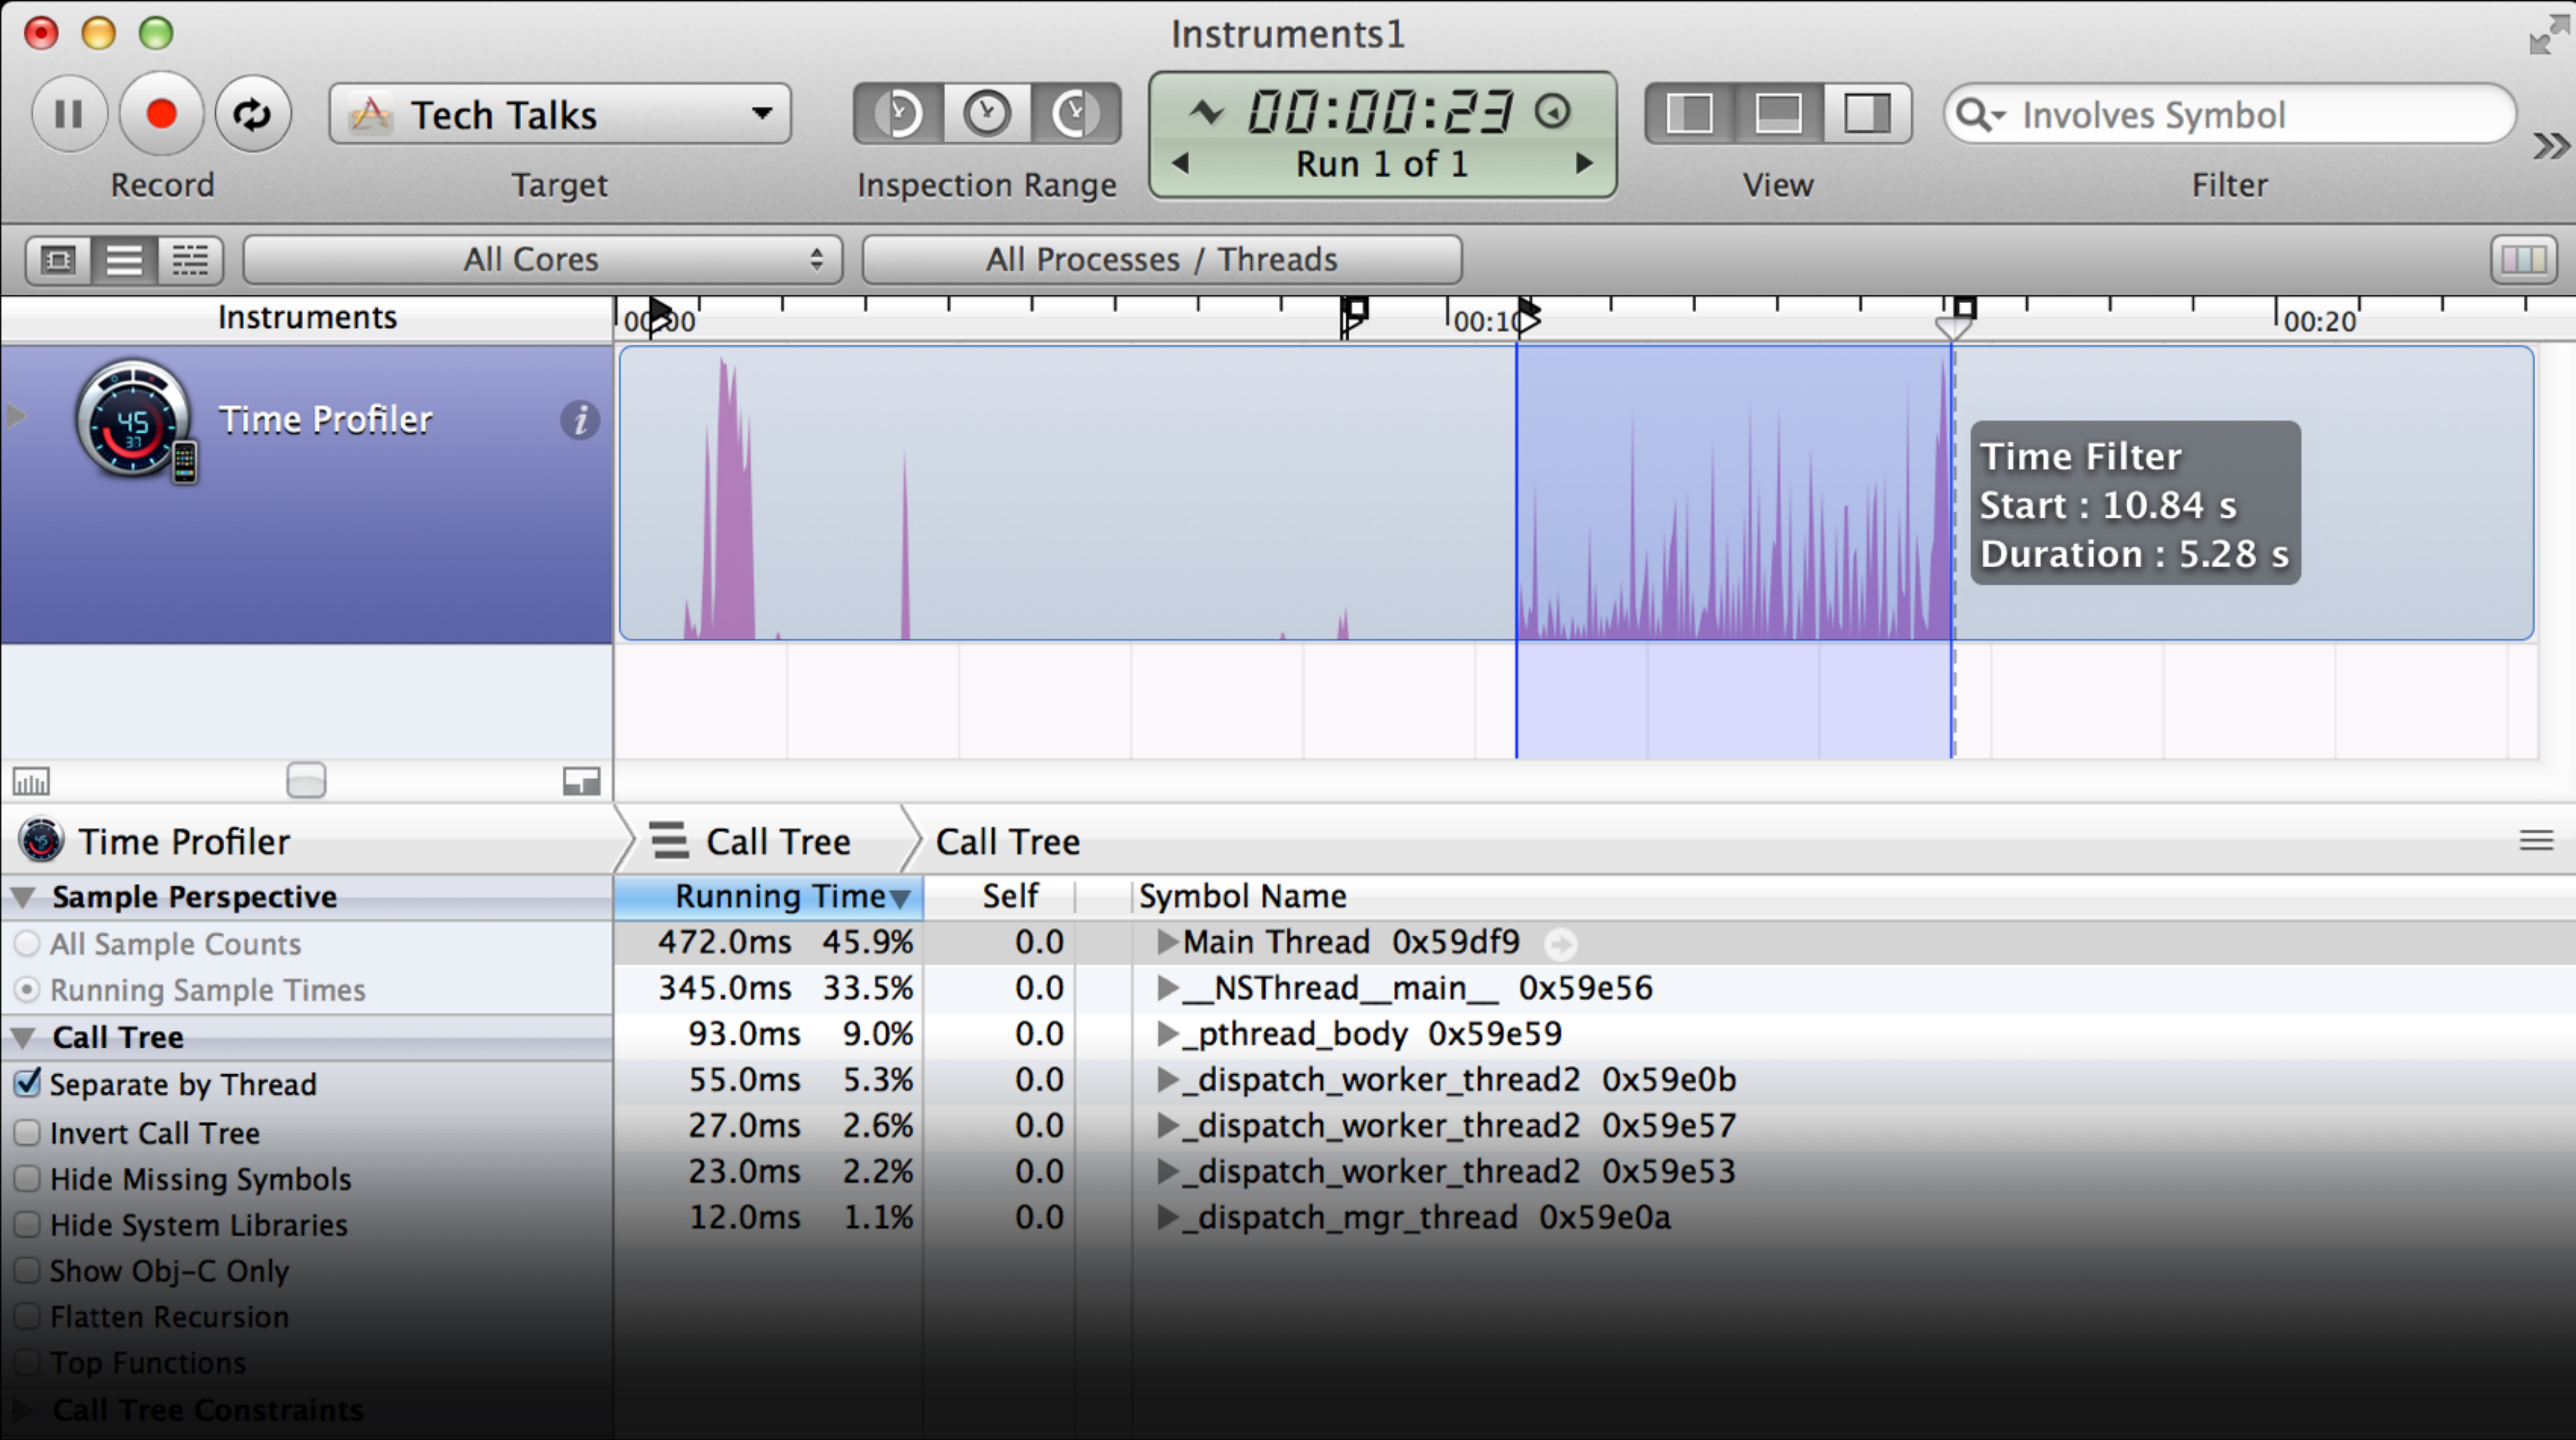 Instruments1
Record
Tech Talks
Target
Inspection Range
00:00:23
Run 1 of 1
View
Involves Symbol
Filter
All Cores
All Processes / Threads
Instruments
00:00
00:10
00:20
45
37
Time Profiler
Time Filter
Start : 10.84 s
Duration : 5.28 s
Time Profiler
Call Tree
Call Tree
Sample Perspective
All Sample Counts
Running Sample Times
Call Tree
Separate by Thread
Invert Call Tree
Hide Missing Symbols
Hide System Libraries
Show Obj-C Only
Flatten Recursion
Top Functions
Call Tree Constraints
Running Time Self Symbol Name
472.0ms 45.9% 0.0 Main Thread 0x59df9
345.0ms 33.5% 0.0 __NSThread__main__ 0x59e56
93.0ms 9.0% 0.0 _pthread_body 0x59e59
55.0ms 5.3% 0.0 _dispatch_worker_thread2 0x59e0b
27.0ms 2.6% 0.0 _dispatch_worker_thread2 0x59e57
23.0ms 2.2% 0.0 _dispatch_worker_thread2 0x59e53
12.0ms 1.1% 0.0 _dispatch_mgr_thread 0x59e0a